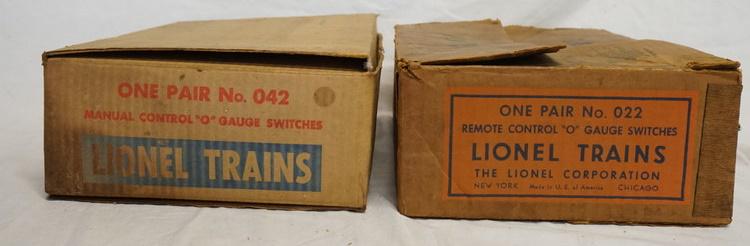 ONE PAIR No. 042
MANUAL CONTROL "O" GAUGE SWITCHES
LIONEL TRAINS
ONE PAIR No. 022
REMOTE CONTROL "O" GAUGE SWITCHES
LIONEL TRAINS
THE LIONEL CORPORATION
NEW YORK Made in U. S. of America CHICAGO